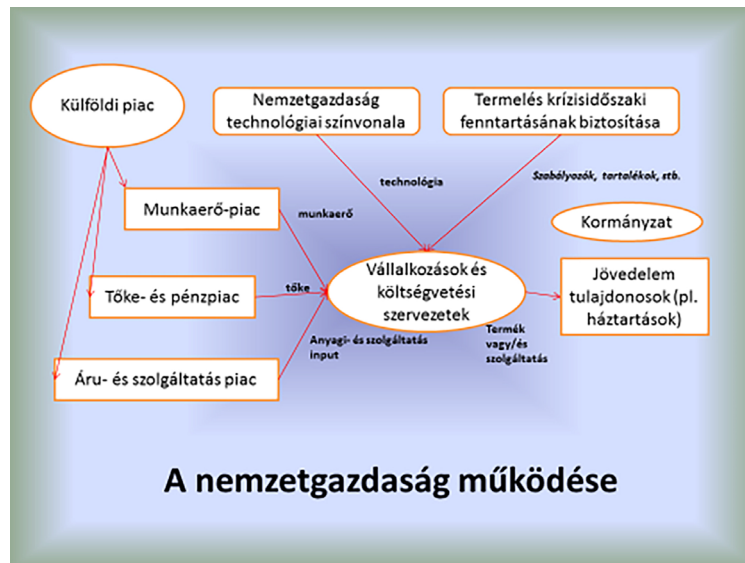 Külföldi piac
Nemzetgazdaság
technológiai színvonala
Termelés krízisidőszaki
fenntartásának biztosítása
technológia
Szabályozók, tartalékok, stb.
Munkaerő-piac
munkaerő
Kormányzat
Tőke- és pénzpiac
tőke
Vállalkozások és
költségvetési
szervezetek
Jövedelem
tulajdonosok (pl.
háztartások)
Anyagi- és szolgáltatás
input
Termék
vagy/és
szolgáltatás
Áru- és szolgáltatás piac
A nemzetgazdaság működése